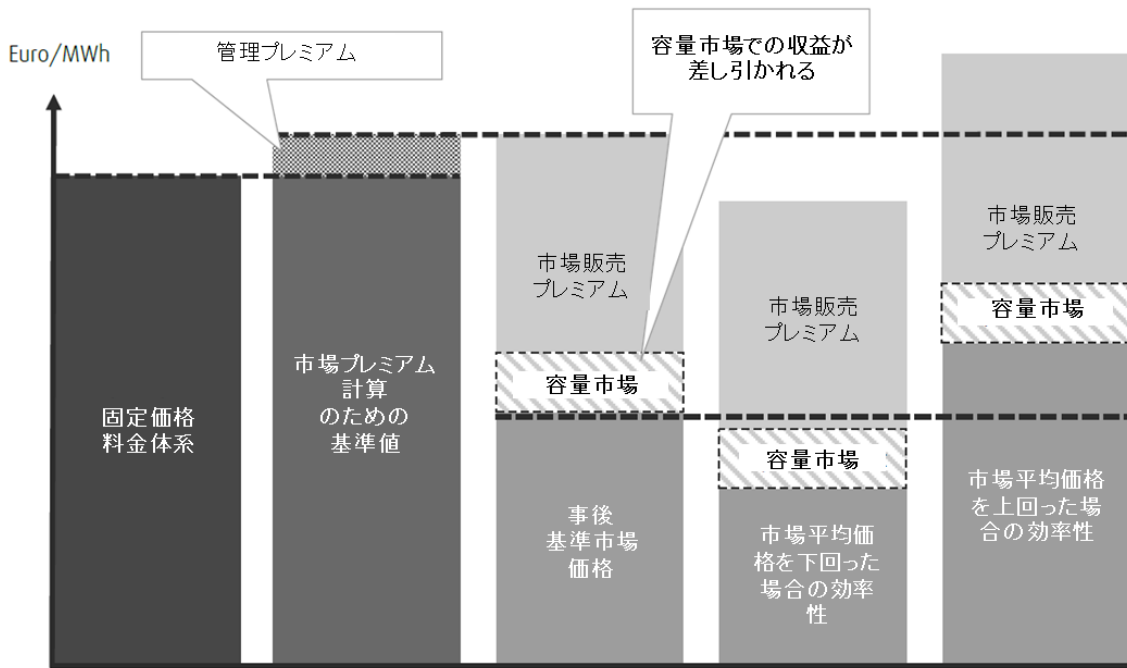 Euro/MWh
管理プレミアム
容量市場での収益が
差し引かれる
固定価格
料金体系
市場プレミアム
計算
のための
基準値
市場販売
プレミアム
容量市場
事後
基準市場
価格
市場販売
プレミアム
容量市場
市場平均価
格を下回った
場合の効率
性
市場販売
プレミアム
容量市場
市場平均価格
を上回った場
合の効率性